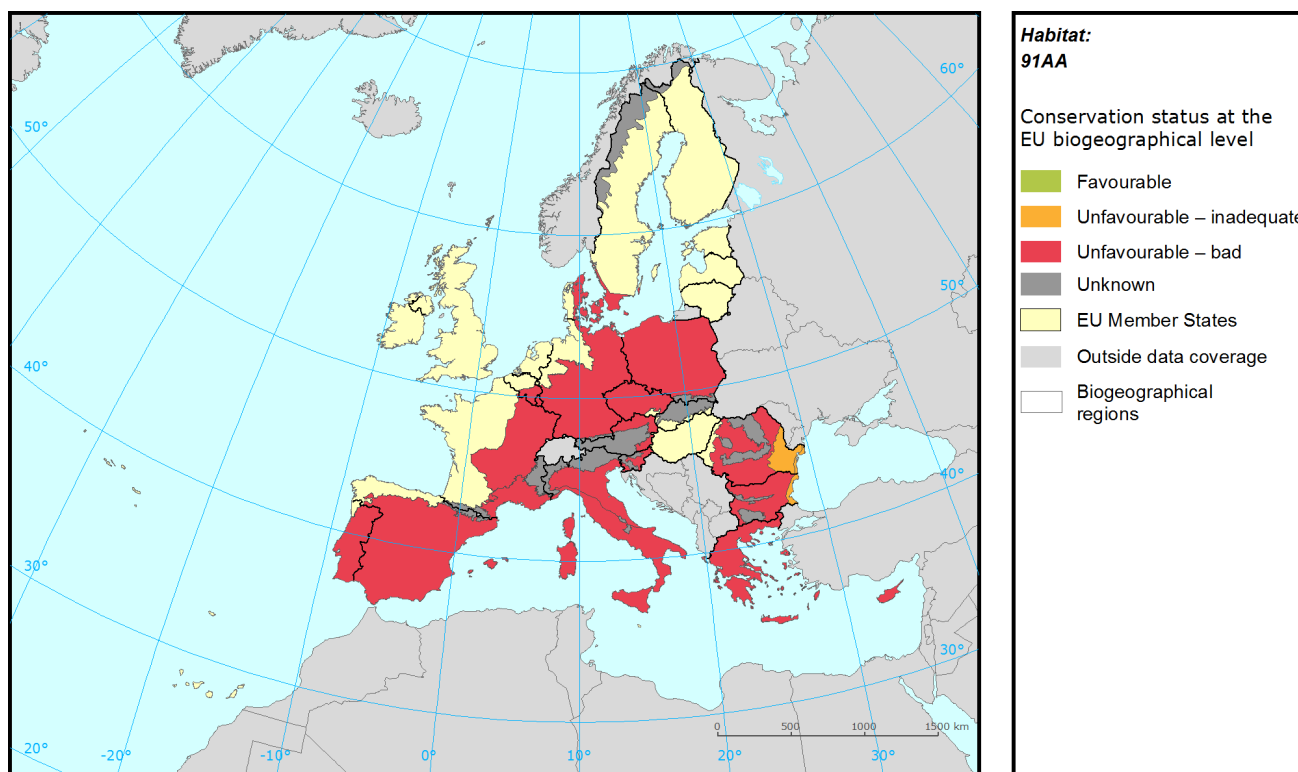 Habitat:
91AA
Conservation status at the
EU biogeographical level
Favourable
Unfavourable – inadequate
Unfavourable – bad
Unknown
EU Member States
Outside data coverage
Biogeographical
regions
60°
50°
50°
40°
40°
30°
30°
0 500 1000 1500 km
20° -20° -10° 0° 10° 20° 30°